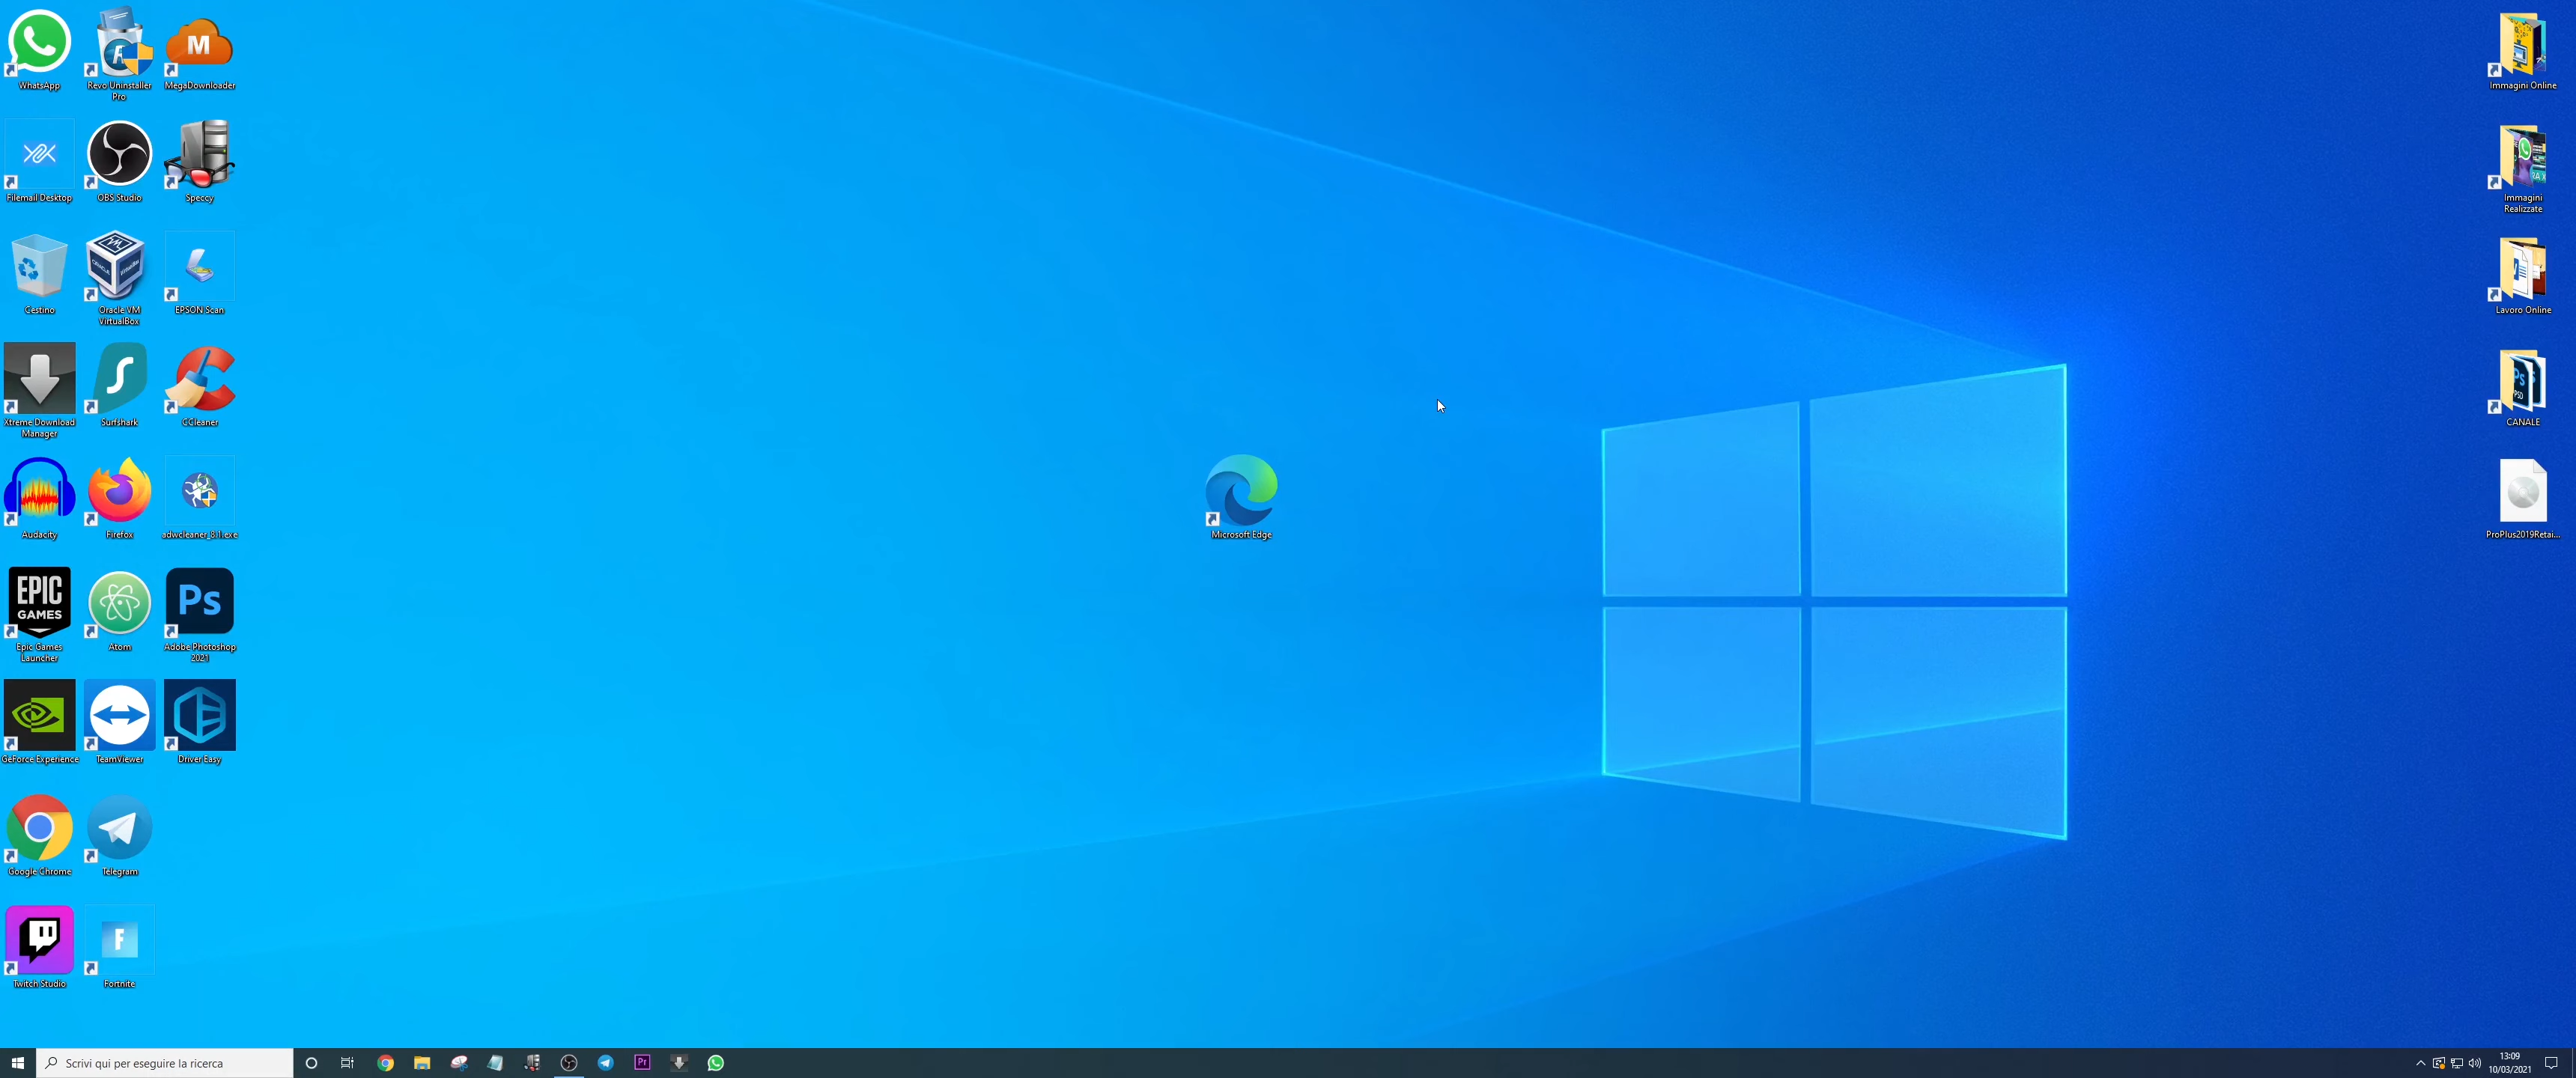 WhatsApp
Revo Uninstaller
Pro
MegaDownloader
Filemail Desktop
OBS Studio
Speccy
Cestino
Oracle VM
VirtualBox
EPSON Scan
Xtreme Download
Manager
Surfshark
CCleaner
Audacity
Firefox
adwcleaner_8.1.exe
EPIC
GAMES
Epic Games
Launcher
Atom
Ps
Adobe Photoshop
2021
GeForce Experience
TeamViewer
Driver Easy
Google Chrome
Telegram
Twitch Studio
F
Fortnite
Microsoft Edge
Immagini Online
Immagini
Realizzate
Lavoro Online
CANALE
ProPlus2019Retai...
Scrivi qui per eseguire la ricerca
Pr
13:09
10/03/2021